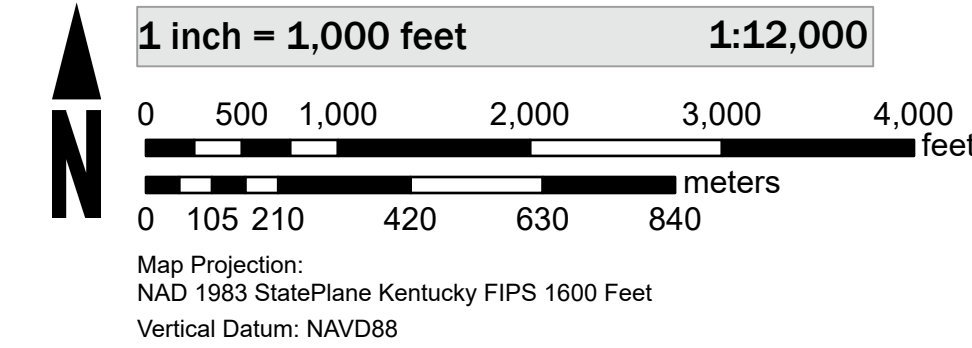 N
1 inch = 1,000 feet 1:12,000
0 500 1,000 2,000 3,000 4,000
feet
meters
0 105 210 420 630 840
Map Projection:
NAD 1983 StatePlane Kentucky FIPS 1600 Feet
Vertical Datum: NAVD88